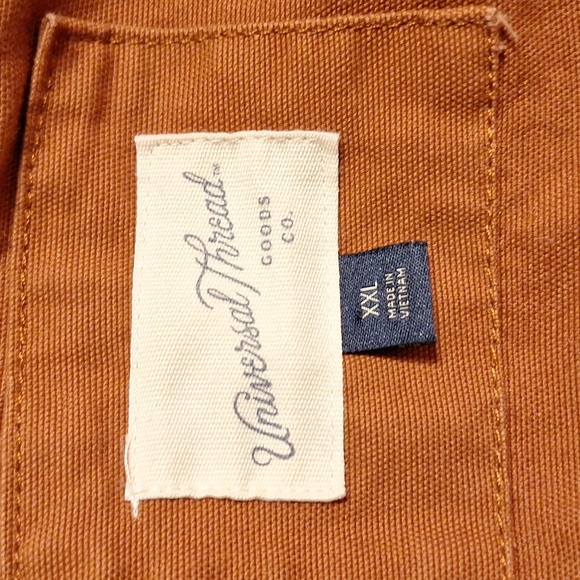 Universal Thread™
GOODS
CO.
XXL
MADE IN
VIETNAM